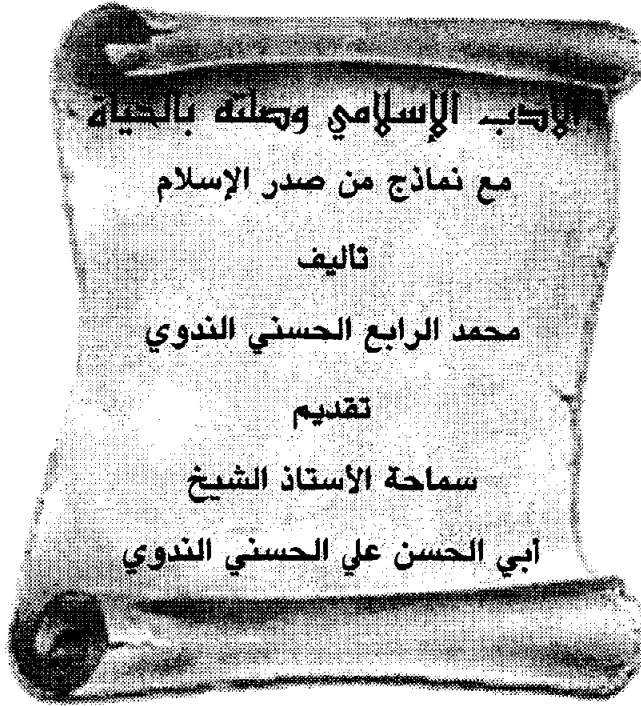 الأدب الإسلامي وصلته بالحياة
مع نماذج من صدر الإسلام
تأليف
محمد الرابع الحسني الندوي
تقديم
سماحة الأستاذ الشيخ
أبي الحسن علي الحسني الندوي